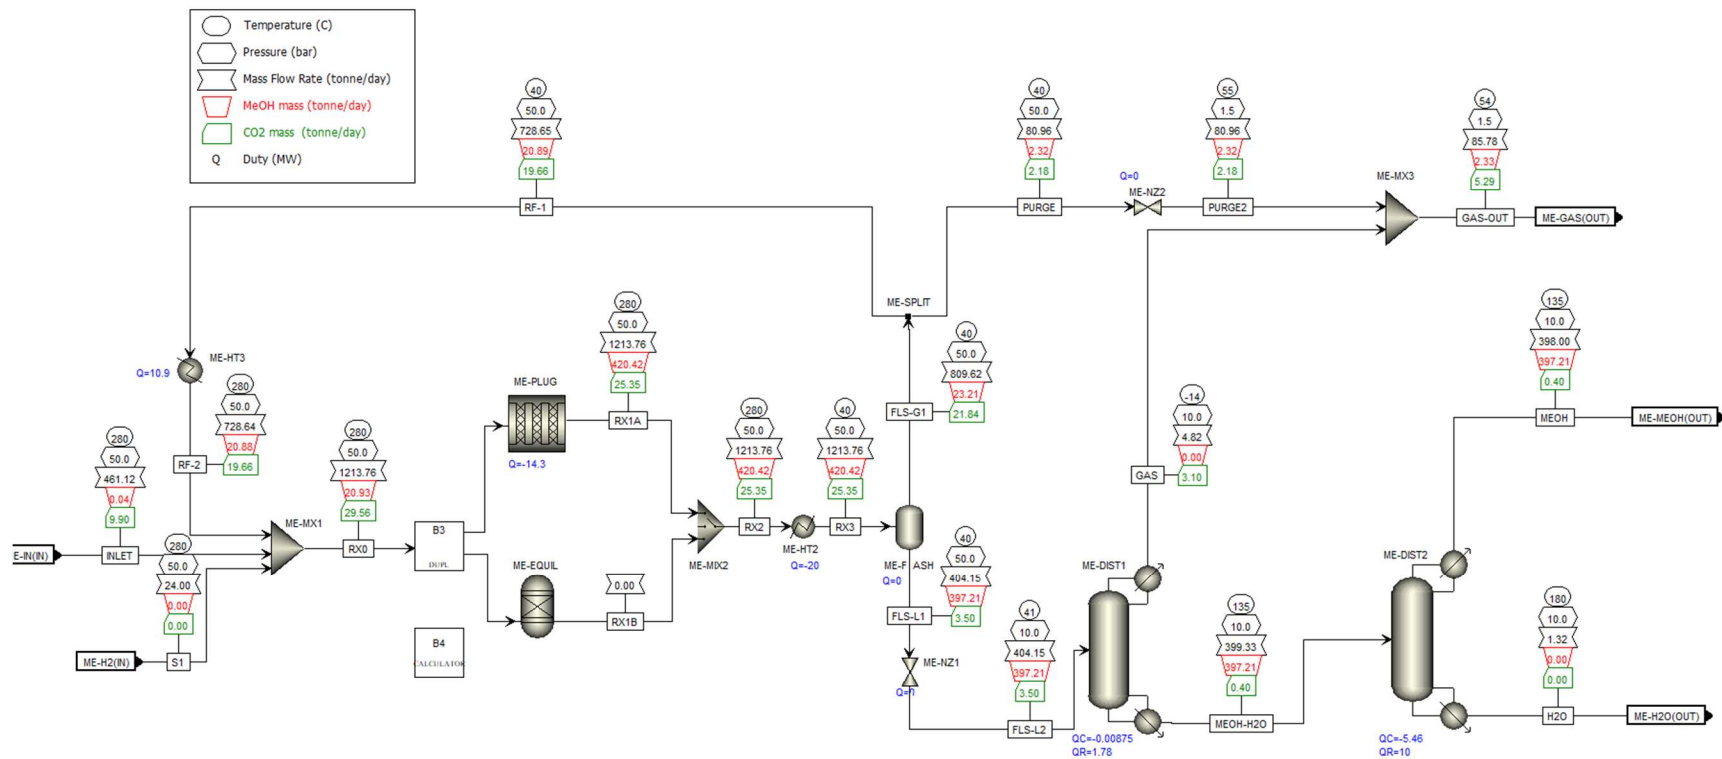 Temperature (C)
Pressure (bar)
Mass Flow Rate (tonne/day)
MeOH mass (tonne/day)
CO2 mass (tonne/day)
Q Duty (MW)
40
50.0
728.65
20.89
19.66
RF-1
40
50.0
80.96
2.32
2.18
PURGE
Q=0
ME-NZ2
55
1.5
80.96
2.32
2.18
PURGE2
ME-MX3
54
1.5
85.78
2.33
5.29
GAS-OUT
ME-GAS(OUT)
ME-HT3
Q=10.9
280
50.0
728.64
20.88
19.66
RF-2
280
50.0
461.12
0.04
9.90
INLET
E-IN(IN)
280
50.0
24.00
0.00
0.00
S1
ME-H2(IN)
ME-MX1
280
50.0
1213.76
20.93
29.56
RX0
B3
DUPL
B4
CALCULATOR
ME-PLUG
Q=-14.3
280
50.0
1213.76
420.42
25.35
RX1A
ME-EQUIL
0.00
RX1B
ME-MIX2
280
50.0
1213.76
420.42
25.35
RX2
ME-HT2
Q=-20
40
50.0
1213.76
420.42
25.35
RX3
ME-SPLIT
40
50.0
809.62
23.21
21.84
FLS-G1
ME-F ASH
Q=0
40
50.0
404.15
397.21
3.50
FLS-L1
ME-NZ1
41
10.0
404.15
397.21
3.50
FLS-L2
ME-DIST1
QC=-0.00875
QR=1.78
-14
10.0
4.82
0.00
3.10
GAS
135
10.0
399.33
397.21
0.40
MEOH-H2O
ME-DIST2
QC=-5.46
QR=10
135
10.0
398.00
397.21
0.40
MEOH
ME-MEOH(OUT)
180
10.0
1.32
0.00
0.00
H2O
ME-H2O(OUT)